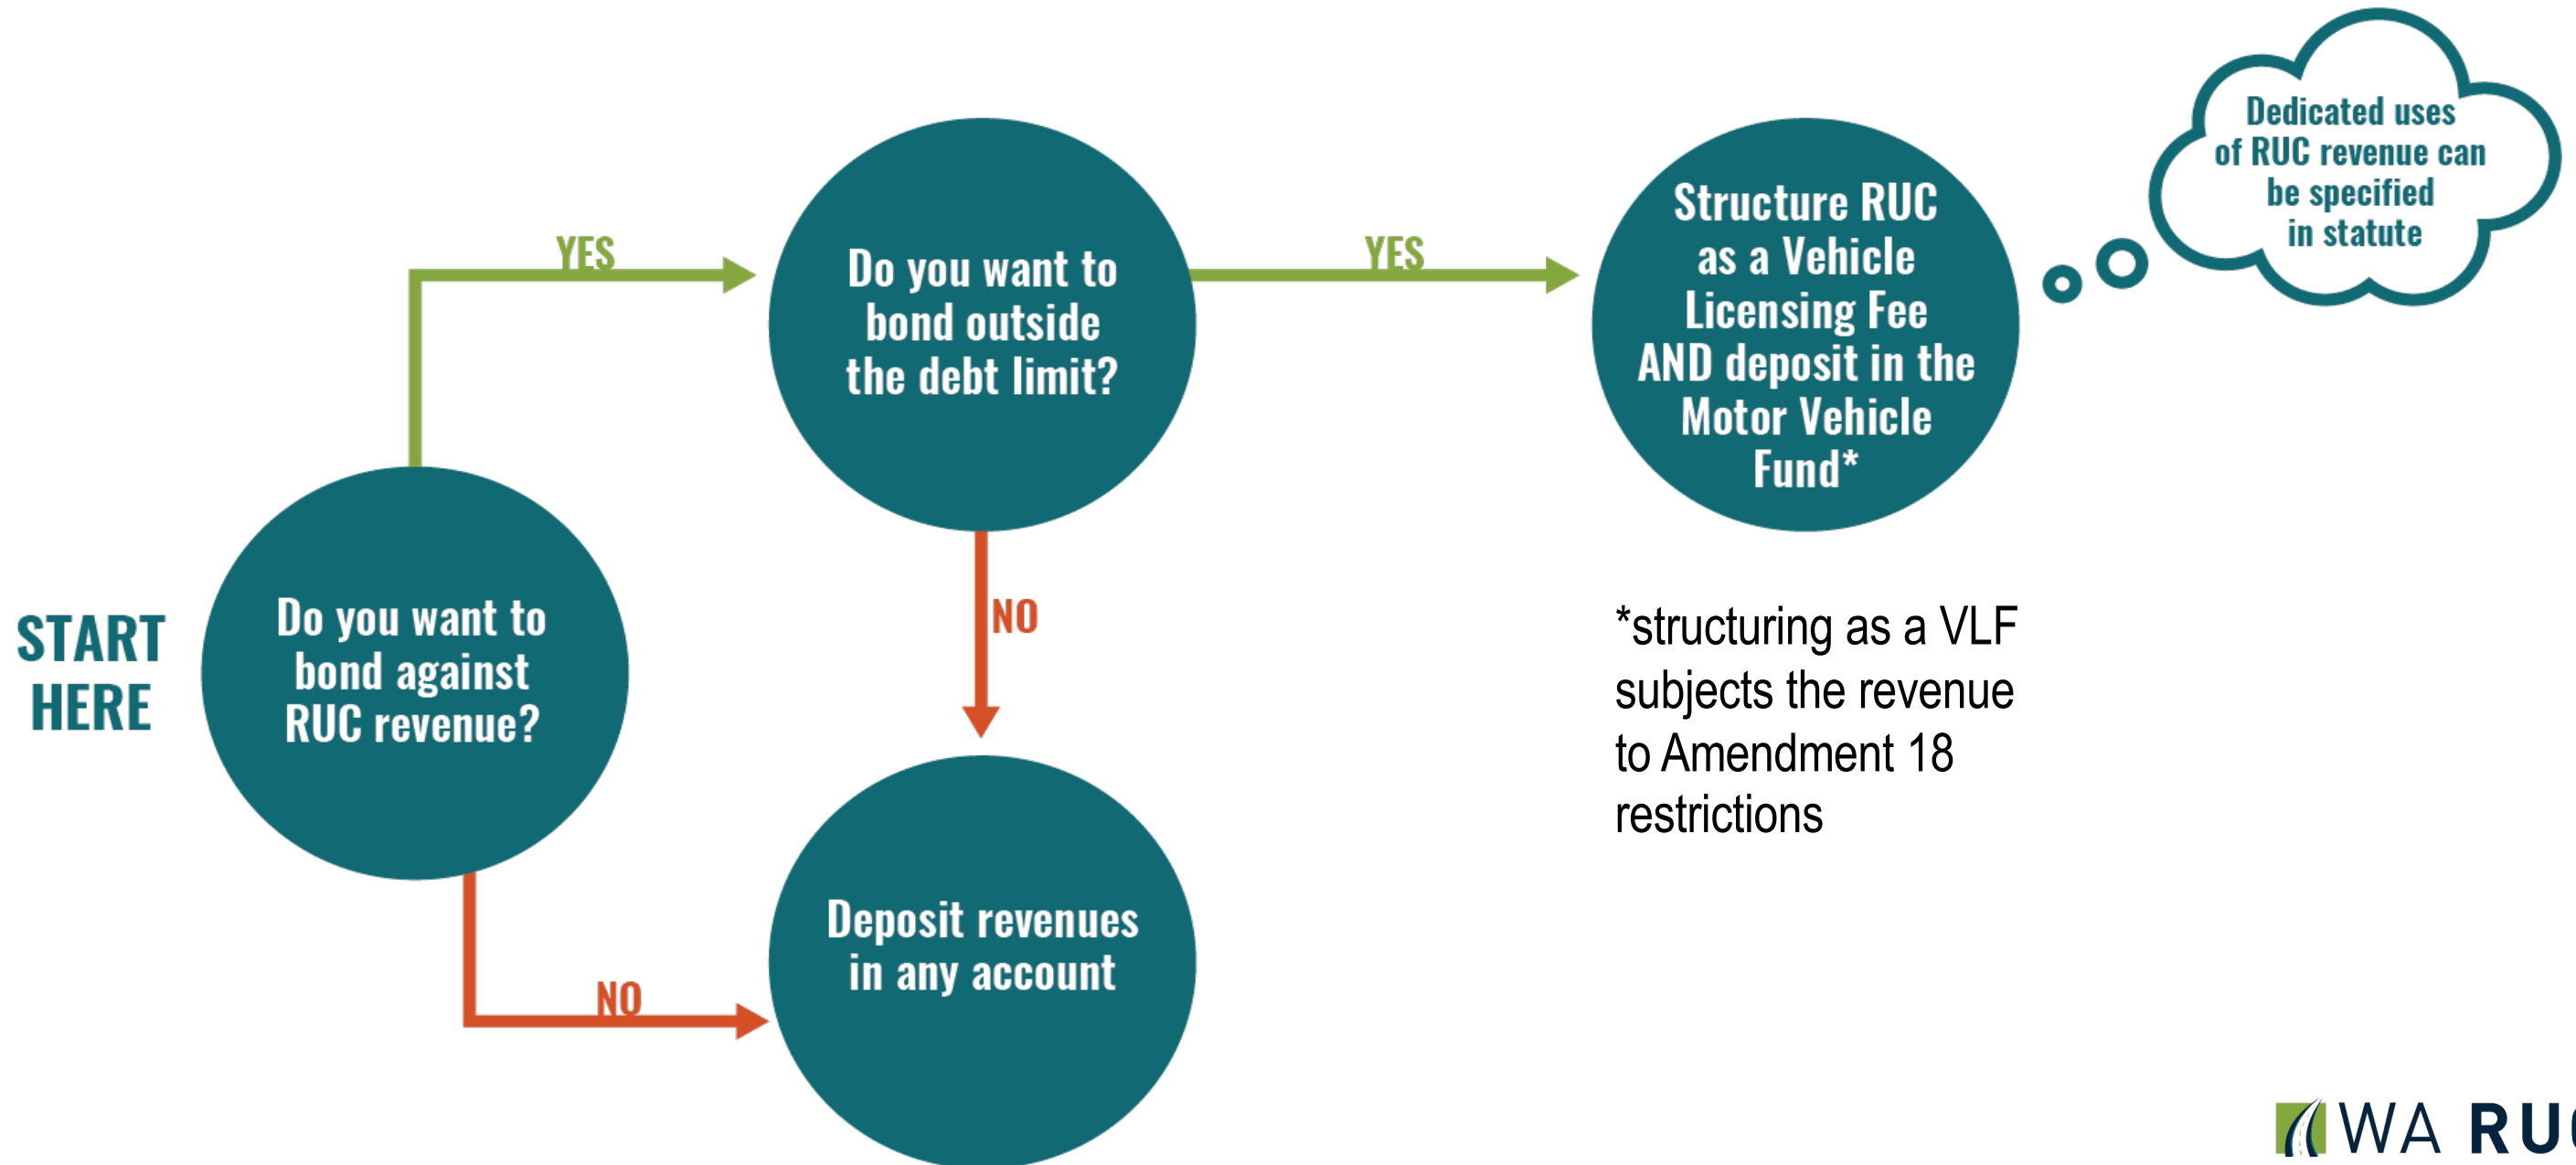 START
HERE
Do you want to
bond against
RUC revenue?
YES
NO
Do you want to
bond outside
the debt limit?
YES
NO
Deposit revenues
in any account
Structure RUC
as a Vehicle
Licensing Fee
AND deposit in the
Motor Vehicle
Fund*
Dedicated uses
of RUC revenue can
be specified
in statute
*structuring as a VLF
subjects the revenue
to Amendment 18
restrictions
WA RUC